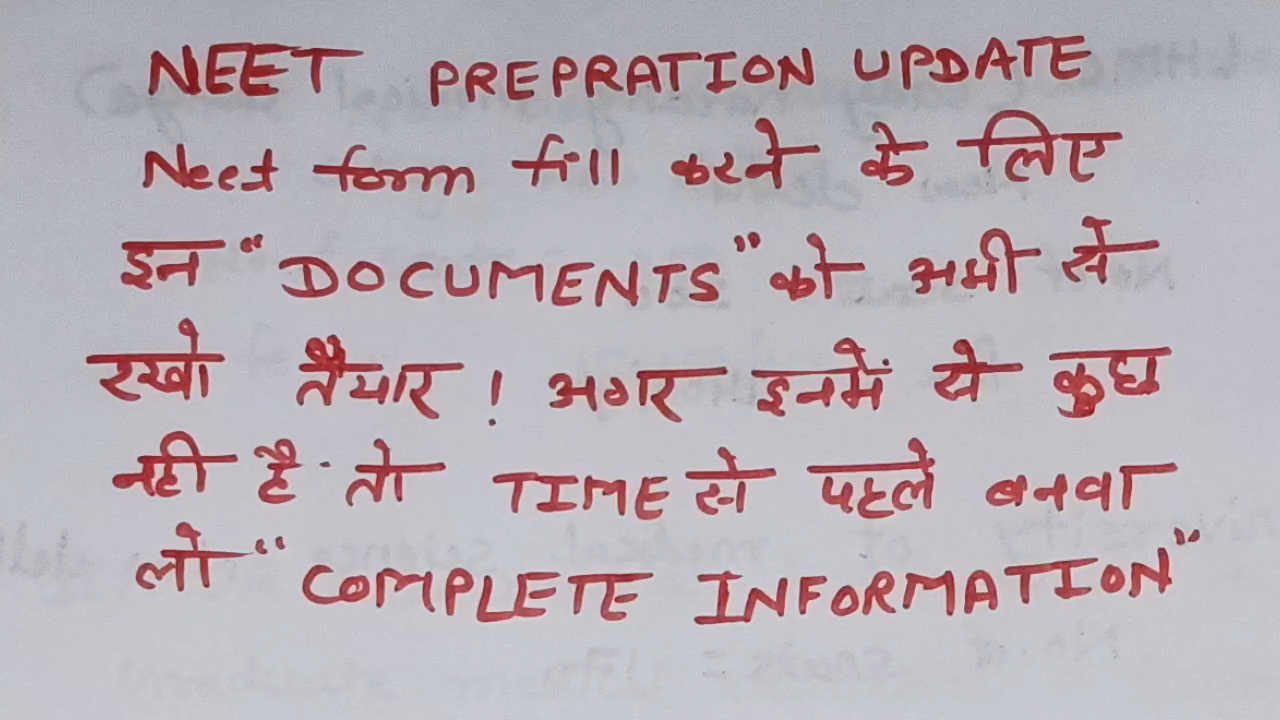 NEET PREPRATION UPDATE
Neet form fill करने के लिए
इन "DOCUMENTS" को अभी से
रखो तैयार! अगर इनमें से कुछ
नही है. तो TIME से पहले बनवा
लो "COMPLETE INFORMATION"